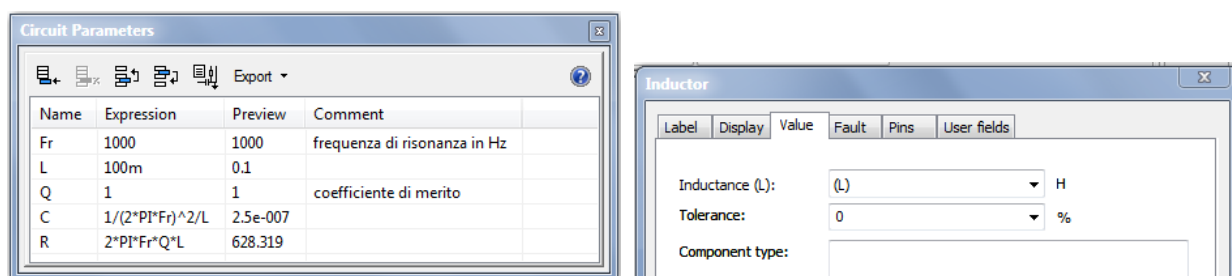 Circuit Parameters
Export
Name Expression Preview Comment
Fr 1000 1000 frequenza di risonanza in Hz
L 100m 0.1
Q 1 1 coefficiente di merito
C 1/(2*PI*Fr)^2/L 2.5e-007
R 2*PI*Fr*Q*L 628.319
Inductor
Label Display Value Fault Pins User fields
Inductance (L): (L) H
Tolerance: 0 %
Component type: